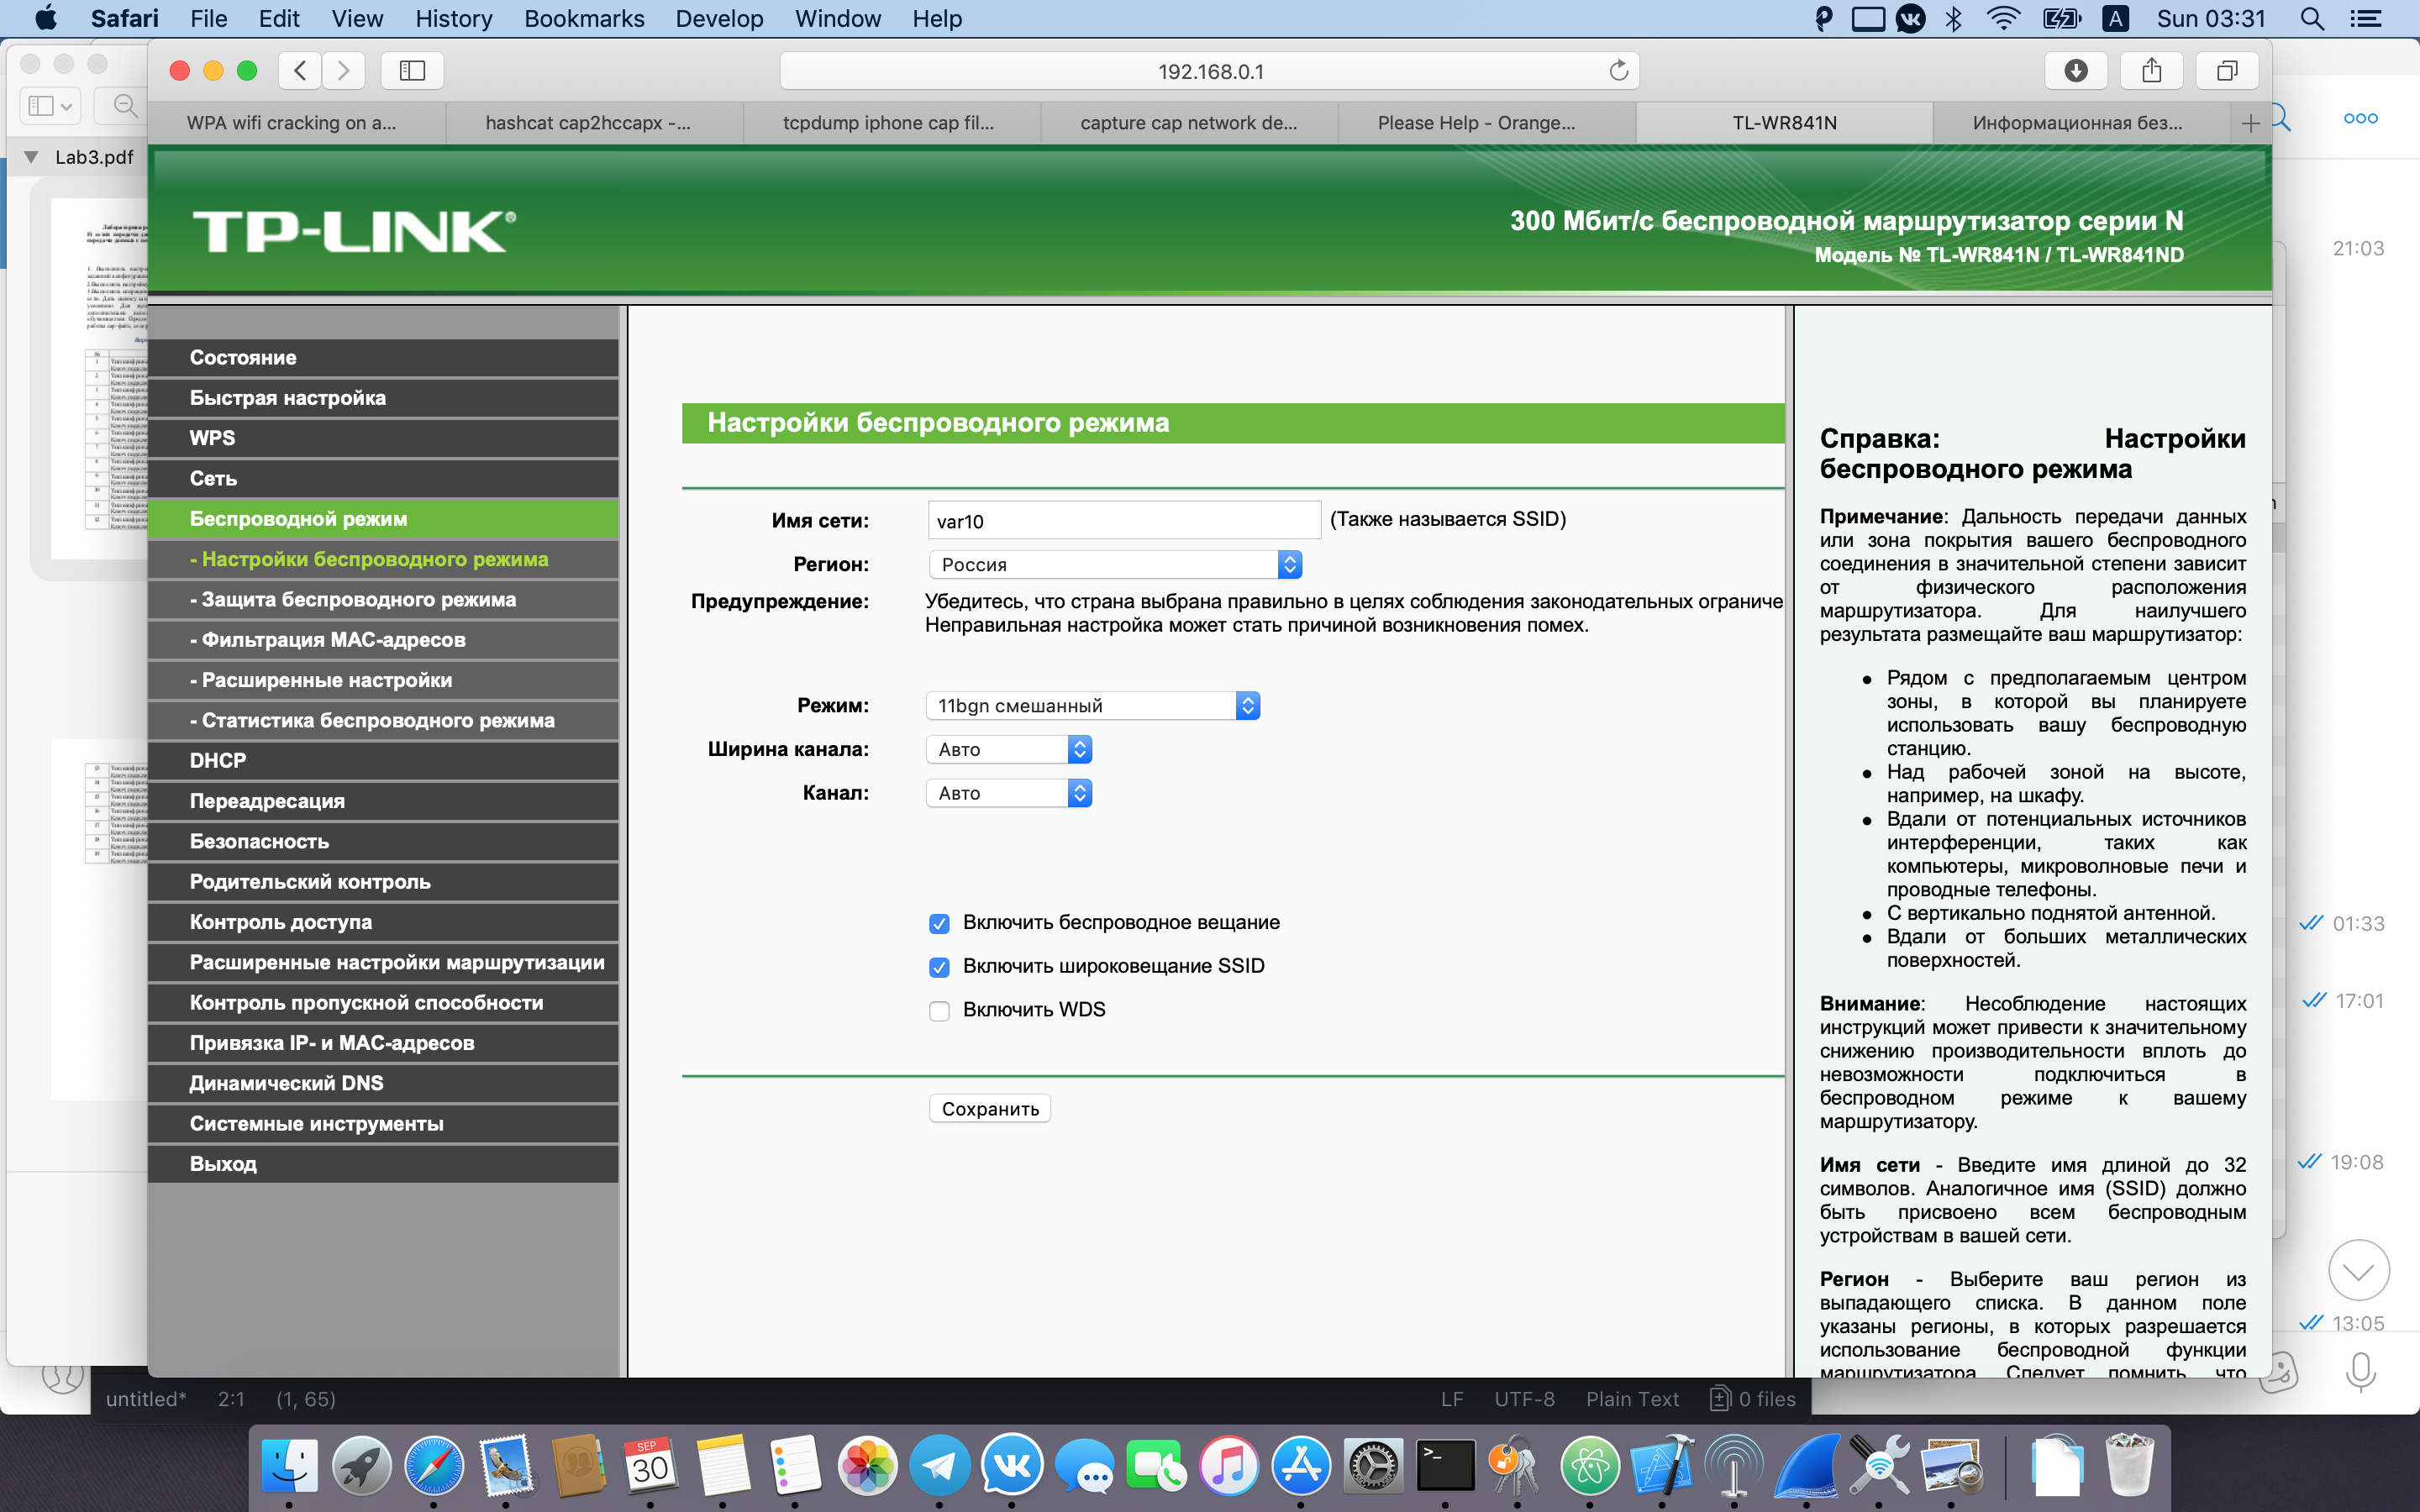 Safari File Edit View History Bookmarks Develop Window Help
A Sun 03:31
192.168.0.1
WPA wifi cracking on a...
hashcat cap2hccapx -...
tcpdump iphone cap fil...
capture cap network de...
Please Help - Orange...
TL-WR841N
Информационная без...
Lab3.pdf
TP-LINK®
300 Мбит/с беспроводной маршрутизатор серии N
Модель № TL-WR841N / TL-WR841ND
Состояние
Быстрая настройка
WPS
Сеть
Беспроводной режим
- Настройки беспроводного режима
- Защита беспроводного режима
- Фильтрация MAC-адресов
- Расширенные настройки
- Статистика беспроводного режима
DHCP
Переадресация
Безопасность
Родительский контроль
Контроль доступа
Расширенные настройки маршрутизации
Контроль пропускной способности
Привязка IP- и MAC-адресов
Динамический DNS
Системные инструменты
Выход
Настройки беспроводного режима
Имя сети: var10 (Также называется SSID)
Регион: Россия
Предупреждение: Убедитесь, что страна выбрана правильно в целях соблюдения законодательных ограниче
Неправильная настройка может стать причиной возникновения помех.
Режим: 11bgn смешанный
Ширина канала: Авто
Канал: Авто
Включить беспроводное вещание
Включить широковещание SSID
Включить WDS
Сохранить
Справка: Настройки
беспроводного режима
Примечание: Дальность передачи данных
или зона покрытия вашего беспроводного
соединения в значительной степени зависит
от физического расположения
маршрутизатора. Для наилучшего
результата размещайте ваш маршрутизатор:
Рядом с предполагаемым центром
зоны, в которой вы планируете
использовать вашу беспроводную
станцию.
Над рабочей зоной на высоте,
например, на шкафу.
Вдали от потенциальных источников
интерференции, таких как
компьютеры, микроволновые печи и
проводные телефоны.
С вертикально поднятой антенной.
Вдали от больших металлических
поверхностей.
Внимание: Несоблюдение настоящих
инструкций может привести к значительному
снижению производительности вплоть до
невозможности подключиться в
беспроводном режиме к вашему
маршрутизатору.
Имя сети - Введите имя длиной до 32
символов. Аналогичное имя (SSID) должно
быть присвоено всем беспроводным
устройствам в вашей сети.
Регион - Выберите ваш регион из
выпадающего списка. В данном поле
указаны регионы, в которых разрешается
использование беспроводной функции
маршрутизатора. Следует помнить, что
21:03
01:33
17:01
19:08
13:05
untitled* 2:1 (1, 65)
LF UTF-8 Plain Text 0 files
SEP
30